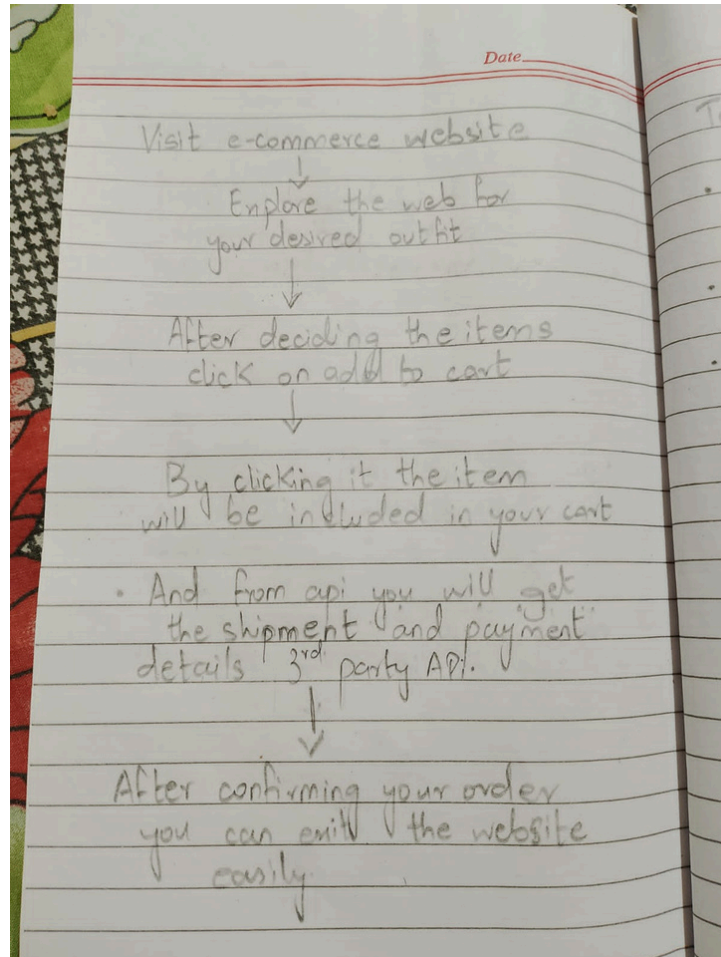 Date
Visit e-commerce website
Explore the web for
your desired outfit
After deciding the items
click on add to cart
By clicking it the item
will be included in your cart
• And from api you will get
the shipment and payment
details 3rd party API.
After confirming your order
you can exit the website
easily.